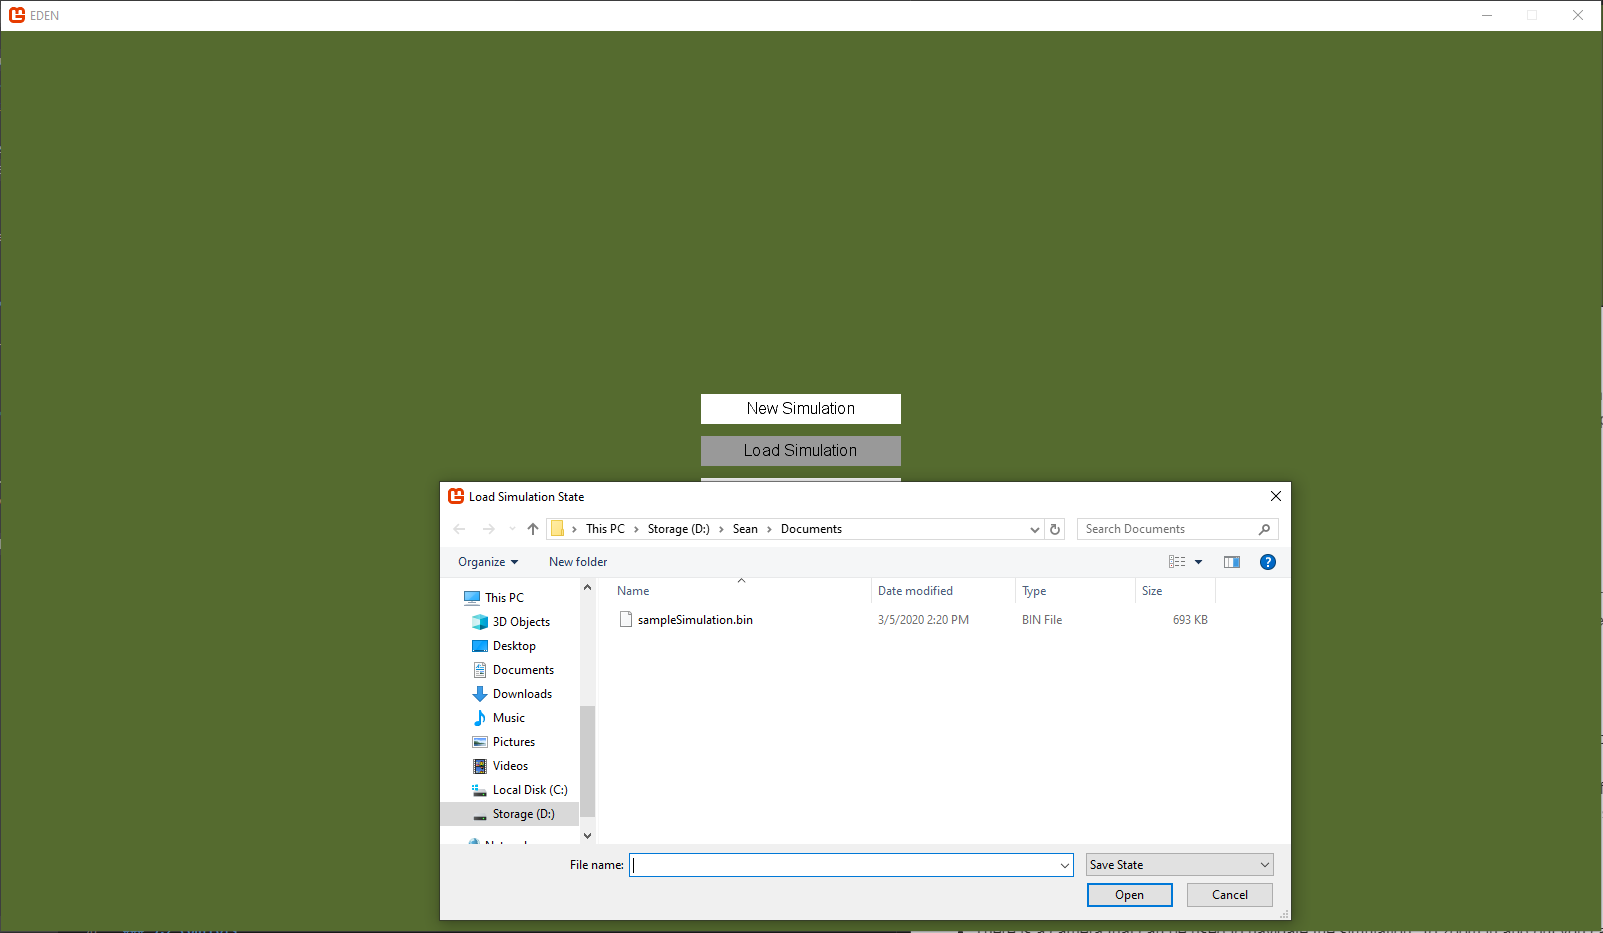 EDEN
New Simulation
Load Simulation
Load Simulation State
This PC Storage (D:) Sean Documents
Search Documents
Organize New folder
Name Date modified Type Size
sampleSimulation.bin 3/5/2020 2:20 PM BIN File 693 KB
This PC
3D Objects
Desktop
Documents
Downloads
Music
Pictures
Videos
Local Disk (C:)
Storage (D:)
File name: Save State
Open Cancel